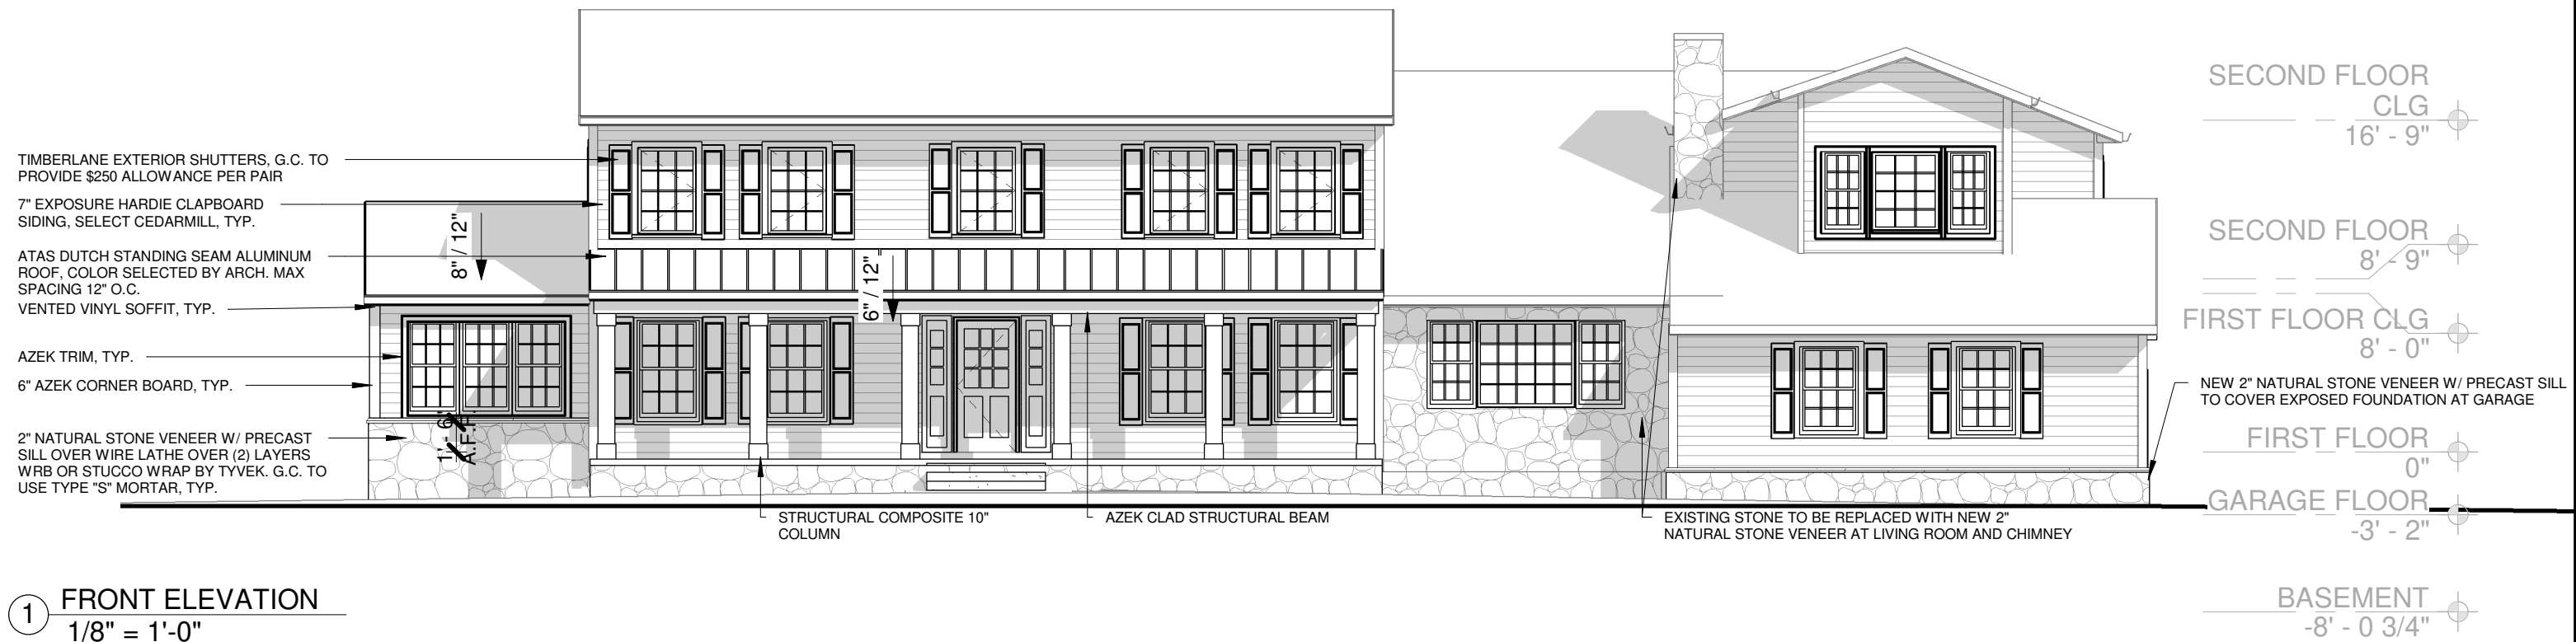 TIMBERLANE EXTERIOR SHUTTERS, G.C. TO
PROVIDE $250 ALLOWANCE PER PAIR
7" EXPOSURE HARDIE CLAPBOARD
SIDING, SELECT CEDARMILL, TYP.
ATAS DUTCH STANDING SEAM ALUMINUM
ROOF, COLOR SELECTED BY ARCH. MAX
SPACING 12" O.C.
VENTED VINYL SOFFIT, TYP.
AZEK TRIM, TYP.
6" AZEK CORNER BOARD, TYP.
2" NATURAL STONE VENEER W/ PRECAST
SILL OVER WIRE LATHE OVER (2) LAYERS
WRB OR STUCCO WRAP BY TYVEK. G.C. TO
USE TYPE "S" MORTAR, TYP.
8" / 12"
6" / 12"
A.F.F.
STRUCTURAL COMPOSITE 10"
COLUMN
AZEK CLAD STRUCTURAL BEAM
EXISTING STONE TO BE REPLACED WITH NEW 2"
NATURAL STONE VENEER AT LIVING ROOM AND CHIMNEY
NEW 2" NATURAL STONE VENEER W/ PRECAST SILL
TO COVER EXPOSED FOUNDATION AT GARAGE
SECOND FLOOR
CLG
16' - 9"
SECOND FLOOR
8' - 9"
FIRST FLOOR CLG
8' - 0"
FIRST FLOOR
0"
GARAGE FLOOR
-3' - 2"
BASEMENT
-8' - 0 3/4"
1
FRONT ELEVATION
1/8" = 1'-0"